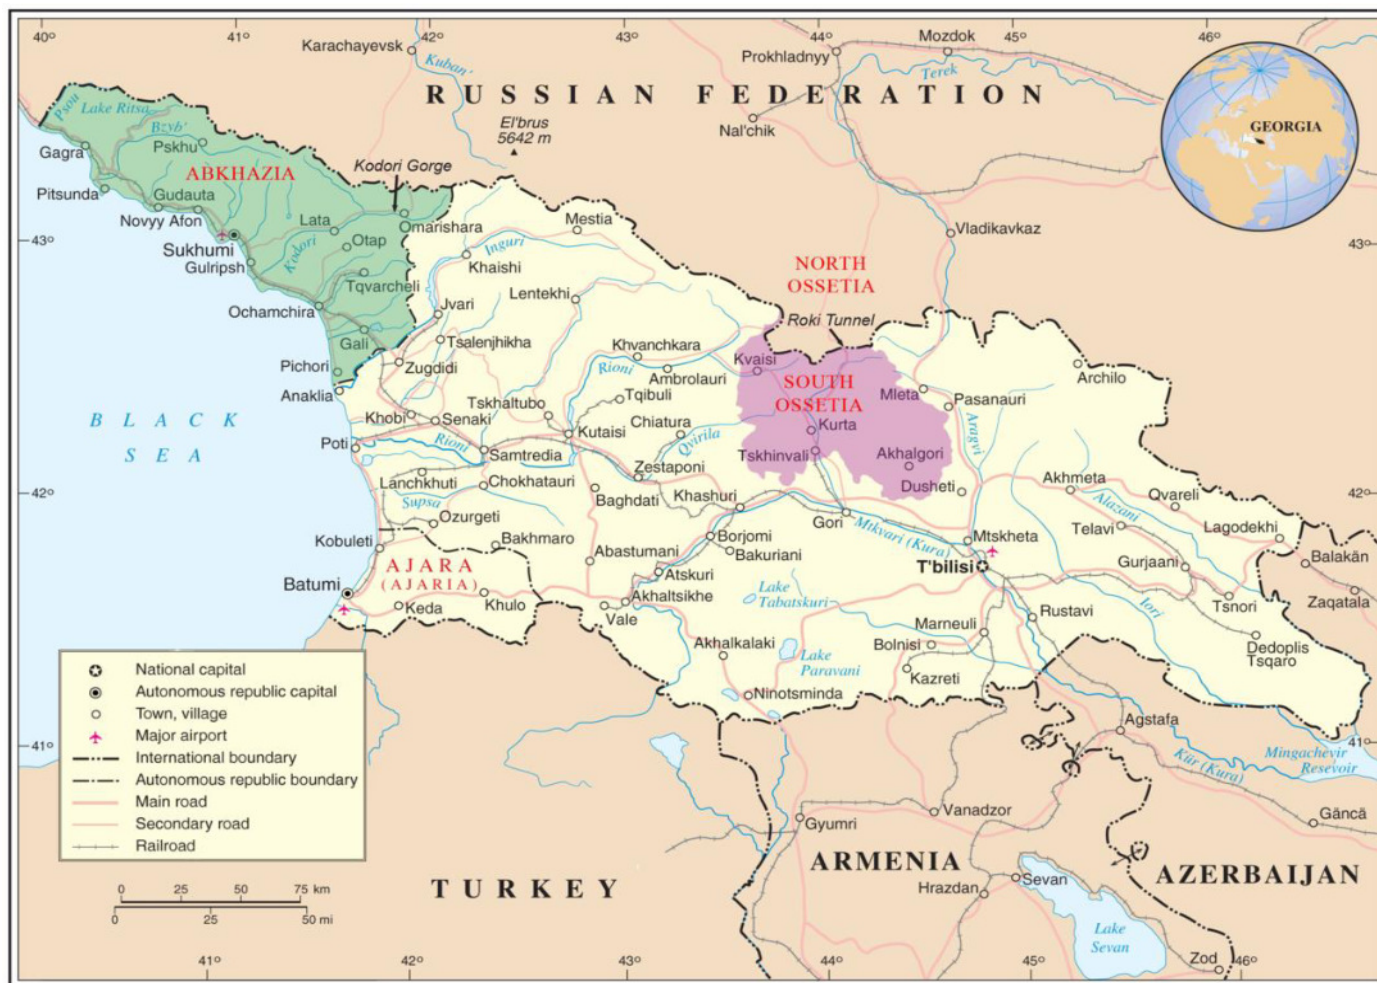 40° 41° 42° 43° 44° 45° 46°
Karachayevsk
Kuban'
Prokhladnyy
Mozdok
Terek
RUSSIAN FEDERATION
El'brus
5642 m
Nal'chik
GEORGIA
Psou
Lake Ritsa
Bzyb'
Pskhu
Gagra
ABKHAZIA
Kodori Gorge
Pitsunda
Gudauta
Novyy Afon
Lata
Omarishara
Mestia
43°
Sukhumi
Kodori
Otap
Inguri
Vladikavkaz
43°
Gulripsh
Khaishi
NORTH
OSSETIA
Tqvarcheli
Lentekhi
Ochamchira
Jvari
Roki Tunnel
Gali
Tsalenjhikha
Khvanchkara
Kvaisi
Pichori
Zugdidi
Rioni
Ambrolauri
SOUTH
OSSETIA
Archilo
Anaklia
Tqibuli
Mleta
Pasanauri
BLACK
SEA
Khobi
Senaki
Tskhaltubo
Chiatura
Kurta
Aragvi
Poti
Rioni
Kutaisi
Qvirila
Samtredia
Tskhinvali
Akhalgori
Zestaponi
Lanchkhuti
Chokhatauri
Dusheti
Akhmeta
42°
Supsa
Baghdati
Khashuri
Qvareli
42°
Alazani
Ozurgeti
Gori
Mtkvari (Kura)
Telavi
Lagodekhi
Kobuleti
Bakhmaro
Borjomi
Mtskheta
Bakuriani
Balakän
AJARA
(AJARIA)
Abastumani
T'bilisi
Gurjaani
Atskuri
Batumi
Lake
Tabatskuri
Iori
Zaqatala
Keda
Khulo
Akhaltsikhe
Tsnori
Vale
Rustavi
Marneuli
Akhalkalaki
Bolnisi
Dedoplis
Tsqaro
Lake
Paravani
Kazreti
Ninotsminda
National capital
Autonomous republic capital
Town, village
Major airport
International boundary
Autonomous republic boundary
Main road
Secondary road
Railroad
Agstafa
41°
41°
Kür (Kura)
Mingachevir
Resevoir
Vanadzor
Gäncä
Gyumri
ARMENIA
AZERBAIJAN
TURKEY
Hrazdan
Sevan
0 25 50 75 km
0 25 50 mi
Lake
Sevan
Zod
41° 42° 43° 44° 45° 46°